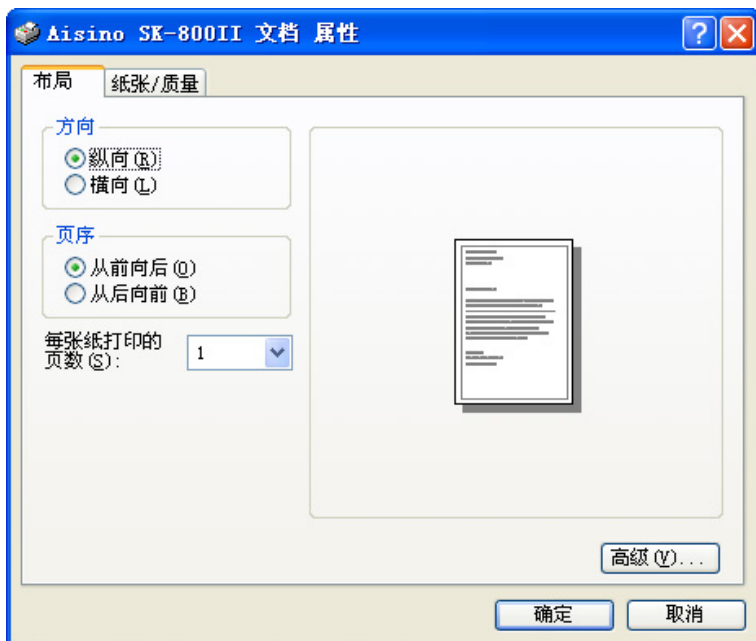 Aisino SK-800II 文档 属性
布局
纸张/质量
方向
纵向(R)
横向(L)
页序
从前向后(O)
从后向前(B)
每张纸打印的
页数(S):
1
高级(V)...
确定
取消